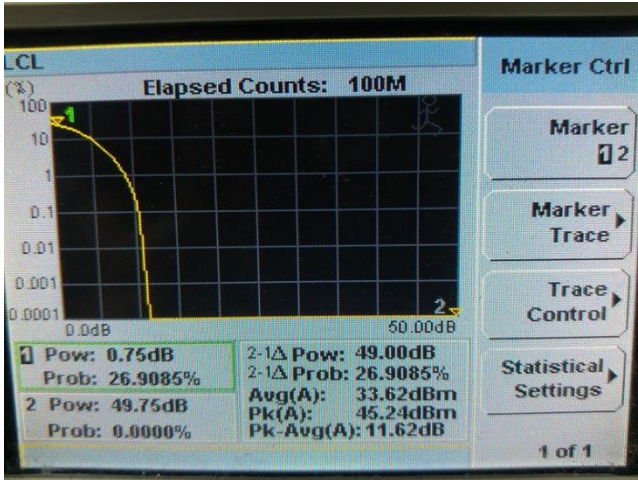 LCL
(%)
Elapsed Counts: 100M
100
1
10
1
0.1
0.01
0.001
0.0001
2
0.0dB
50.00dB
1 Pow: 0.75dB
Prob: 26.9085%
2 Pow: 49.75dB
Prob: 0.0000%
2-1Δ Pow: 49.00dB
2-1Δ Prob: 26.9085%
Avg(A): 33.62dBm
Pk(A): 45.24dBm
Pk-Avg(A): 11.62dB
Marker Ctrl
Marker
1 2
Marker
Trace
Trace
Control
Statistical
Settings
1 of 1